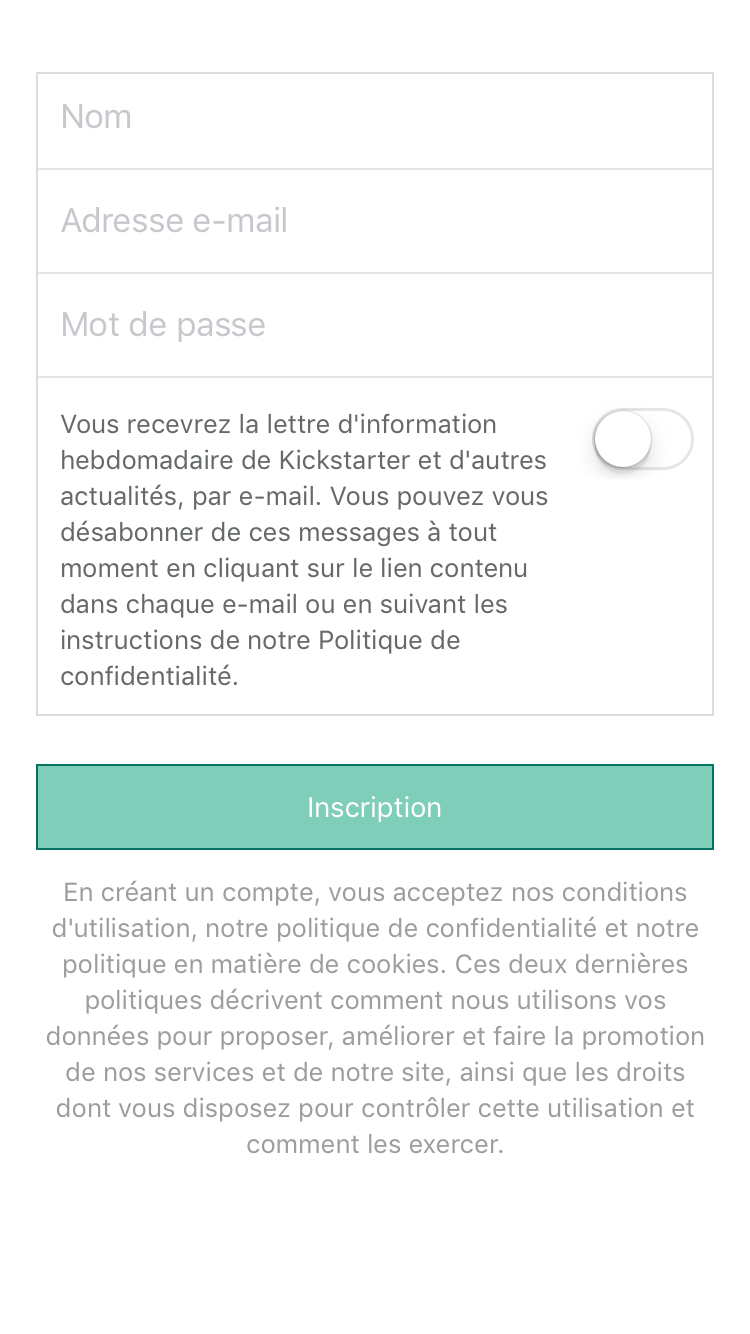 Nom
Adresse e-mail
Mot de passe
Vous recevrez la lettre d'information
hebdomadaire de Kickstarter et d'autres
actualités, par e-mail. Vous pouvez vous
désabonner de ces messages à tout
moment en cliquant sur le lien contenu
dans chaque e-mail ou en suivant les
instructions de notre Politique de
confidentialité.
Inscription
En créant un compte, vous acceptez nos conditions
d'utilisation, notre politique de confidentialité et notre
politique en matière de cookies. Ces deux dernières
politiques décrivent comment nous utilisons vos
données pour proposer, améliorer et faire la promotion
de nos services et de notre site, ainsi que les droits
dont vous disposez pour contrôler cette utilisation et
comment les exercer.